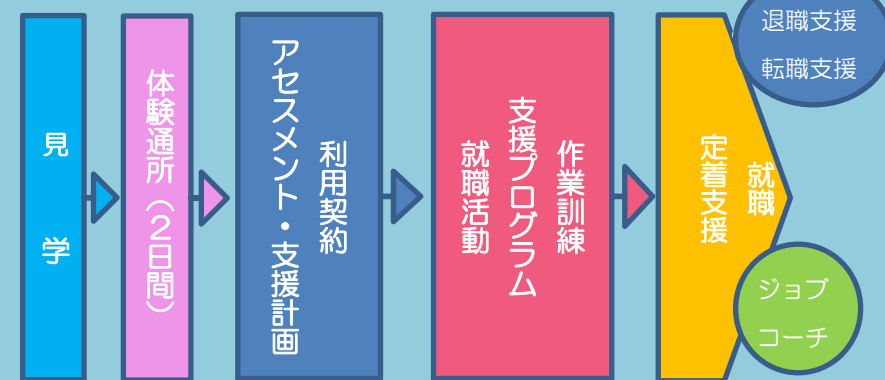 見学
体験通所（2日間）
利用契約
アセスメント・支援計画
作業訓練
支援プログラム
就職活動
就職
定着支援
退職支援
転職支援
ジョブ
コーチ